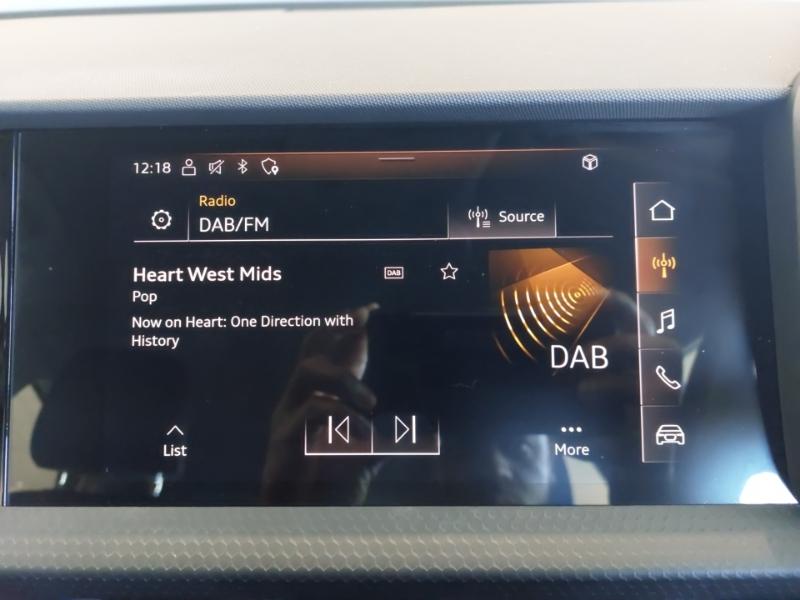 12:18
Radio
DAB/FM
Source
Heart West Mids
DAB
Pop
Now on Heart: One Direction with
History
DAB
List
More